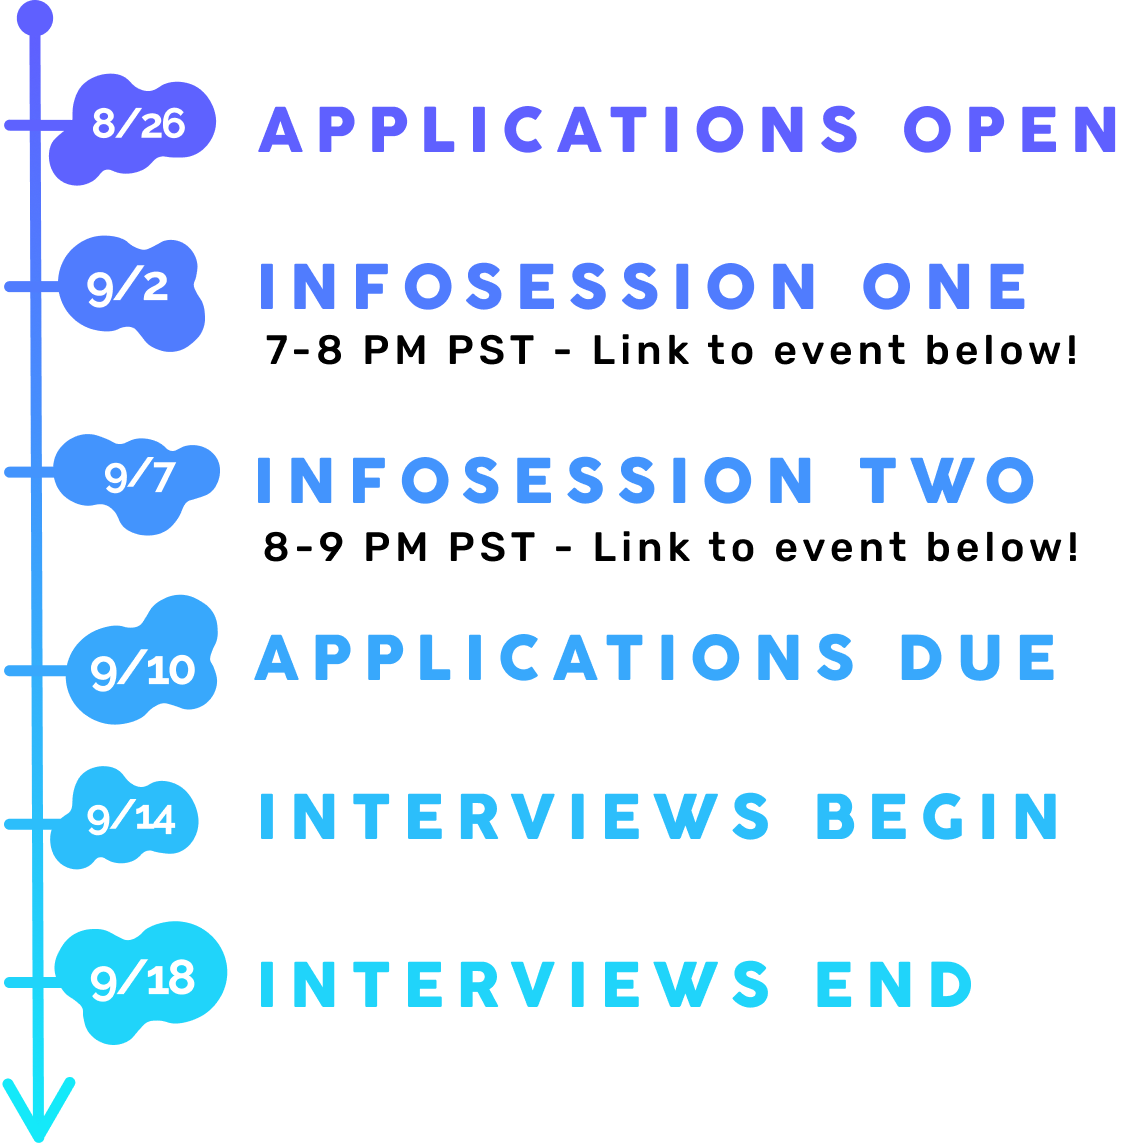 8/26 APPLICATIONS OPEN
9/2 INFOSESSION ONE
7-8 PM PST - Link to event below!
9/7 INFOSESSION TWO
8-9 PM PST - Link to event below!
9/10 APPLICATIONS DUE
9/14 INTERVIEWS BEGIN
9/18 INTERVIEWS END